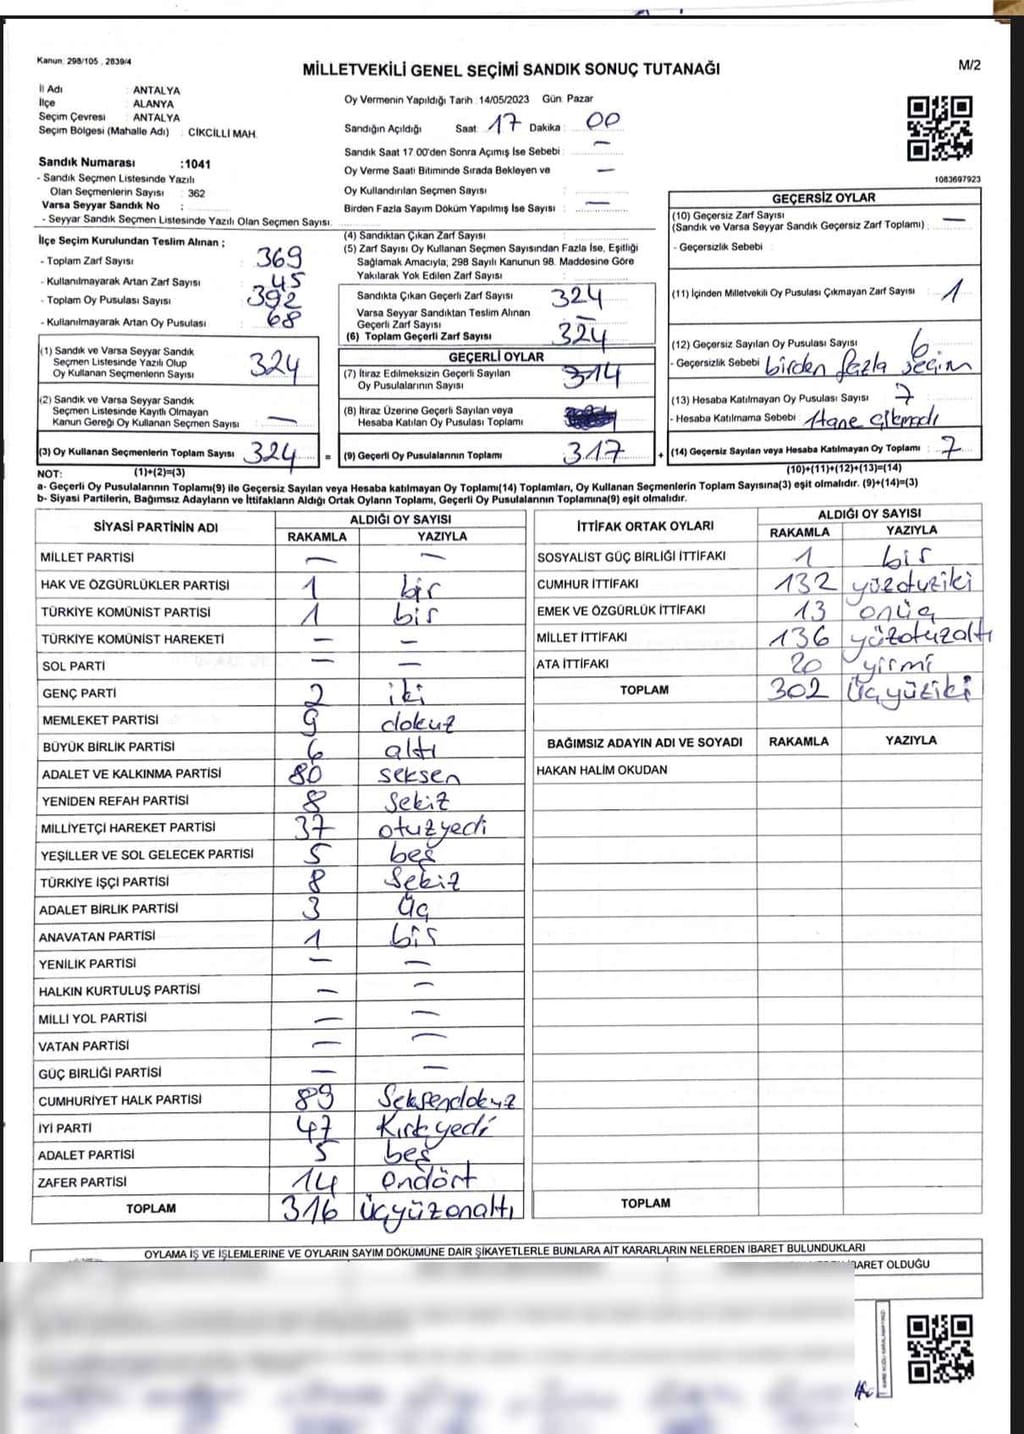 Kanun 298/105 , 2839/4
MİLLETVEKİLİ GENEL SEÇİMİ SANDIK SONUÇ TUTANAĞI
M/2
İl Adı : ANTALYA
İlçe : ALANYA
Seçim Çevresi : ANTALYA
Seçim Bölgesi (Mahalle Adı) : CİKCİLLİ MAH.
Oy Vermenin Yapıldığı Tarih :14/05/2023 Gün: Pazar
Sandığın Açıldığı Saat: 17 Dakika : 00
Sandık Saat 17 00'den Sonra Açımış İse Sebebi : —
Oy Verme Saati Bitiminde Sırada Bekleyen ve —
Oy Kullandırılan Seçmen Sayısı :
Birden Fazla Sayım Döküm Yapılmış İse Sayısı : —
Sandık Numarası :1041
- Sandık Seçmen Listesinde Yazılı
Olan Seçmenlerin Sayısı : 362
Varsa Seyyar Sandık No :
- Seyyar Sandık Seçmen Listesinde Yazılı Olan Seçmen Sayısı:
1083697923
İlçe Seçim Kurulundan Teslim Alınan ;
- Toplam Zarf Sayısı : 369
- Kullanılmayarak Artan Zarf Sayısı : 45
- Toplam Oy Pusulası Sayısı : 392
- Kullanılmayarak Artan Oy Pusulası : 68
(1) Sandık ve Varsa Seyyar Sandık
Seçmen Listesinde Yazılı Olup
Oy Kullanan Seçmenlerin Sayısı : 324
(2) Sandık ve Varsa Seyyar Sandık
Seçmen Listesinde Kayıtlı Olmayan
Kanun Gereği Oy Kullanan Seçmen Sayısı : —
(3) Oy Kullanan Seçmenlerin Toplam Sayısı : 324 =
(1)+(2)=(3)
(4) Sandıktan Çıkan Zarf Sayısı :
(5) Zarf Sayısı Oy Kullanan Seçmen Sayısından Fazla İse, Eşitliği
Sağlamak Amacıyla; 298 Sayılı Kanunun 98. Maddesine Göre
Yakılarak Yok Edilen Zarf Sayısı :
Sandıkta Çıkan Geçerli Zarf Sayısı : 324
Varsa Seyyar Sandıktan Teslim Alınan
Geçerli Zarf Sayısı : —
(6) Toplam Geçerli Zarf Sayısı : 324
GEÇERLİ OYLAR
(7) İtiraz Edilmeksizin Geçerli Sayılan
Oy Pusulalarının Sayısı : 314
(8) İtiraz Üzerine Geçerli Sayılan veya
Hesaba Katılan Oy Pusulası Toplamı :
(9) Geçerli Oy Pusulalarının Toplamı : 317 +
GEÇERSİZ OYLAR
(10) Geçersiz Zarf Sayısı
(Sandık ve Varsa Seyyar Sandık Geçersiz Zarf Toplamı) : —
- Geçersizlik Sebebi :
(11) İçinden Milletvekili Oy Pusulası Çıkmayan Zarf Sayısı : 1
(12) Geçersiz Sayılan Oy Pusulası Sayısı : 6
- Geçersizlik Sebebi : birden fazla seçim
(13) Hesaba Katılmayan Oy Pusulası Sayısı : 7
- Hesaba Katılmama Sebebi :
(14) Geçersiz Sayılan veya Hesaba Katılmayan Oy Toplamı : 7
(10)+(11)+(12)+(13)=(14)
NOT:
a- Geçerli Oy Pusulalarının Toplamı(9) ile Geçersiz Sayılan veya Hesaba katılmayan Oy Toplamı(14) Toplamları, Oy Kullanan Seçmenlerin Toplam Sayısına(3) eşit olmalıdır. (9)+(14)=(3)
b- Siyasi Partilerin, Bağımsız Adayların ve İttifakların Aldığı Ortak Oyların Toplamı, Geçerli Oy Pusulalarının Toplamına(9) eşit olmalıdır.
SİYASİ PARTİNİN ADI ALDIĞI OY SAYISI
RAKAMLA YAZIYLA
MİLLET PARTİSİ — —
HAK VE ÖZGÜRLÜKLER PARTİSİ 1 bir
TÜRKİYE KOMÜNİST PARTİSİ 1 bir
TÜRKİYE KOMÜNİST HAREKETİ — —
SOL PARTİ — —
GENÇ PARTİ 2 iki
MEMLEKET PARTİSİ 9 dokuz
BÜYÜK BİRLİK PARTİSİ 6 altı
ADALET VE KALKINMA PARTİSİ 80 seksen
YENİDEN REFAH PARTİSİ 8 Sekiz
MİLLİYETÇİ HAREKET PARTİSİ 37 otuzyedi
YEŞİLLER VE SOL GELECEK PARTİSİ 5 beş
TÜRKİYE İŞÇİ PARTİSİ 8 Sekiz
ADALET BİRLİK PARTİSİ 3 Üç
ANAVATAN PARTİSİ 1 bir
YENİLİK PARTİSİ — —
HALKIN KURTULUŞ PARTİSİ — —
MİLLİ YOL PARTİSİ — —
VATAN PARTİSİ — —
GÜÇ BİRLİĞİ PARTİSİ — —
CUMHURİYET HALK PARTİSİ 89 Seksendokuz
İYİ PARTİ 47 Kırkyedi
ADALET PARTİSİ 5 beş
ZAFER PARTİSİ 14 Ondört
TOPLAM 316 üçyüzonaltı
İTTİFAK ORTAK OYLARI ALDIĞI OY SAYISI
RAKAMLA YAZIYLA
SOSYALİST GÜÇ BİRLİĞİ İTTİFAKI 1 bir
CUMHUR İTTİFAKI 132 yüzotuziki
EMEK VE ÖZGÜRLÜK İTTİFAKI 13 onüç
MİLLET İTTİFAKI 136 yüzotuzaltı
ATA İTTİFAKI 20 yirmi
TOPLAM 302 Üçyüziki
BAĞIMSIZ ADAYIN ADI VE SOYADI RAKAMLA YAZIYLA
HAKAN HALİM OKUDAN
TOPLAM
OYLAMA İŞ VE İŞLEMLERİNE VE OYLARIN SAYIM DÖKÜMÜNE DAİR ŞİKAYETLERLE BUNLARA AİT KARARLARIN NELERDEN İBARET BULUNDUKLARI
İBARET OLDUĞU